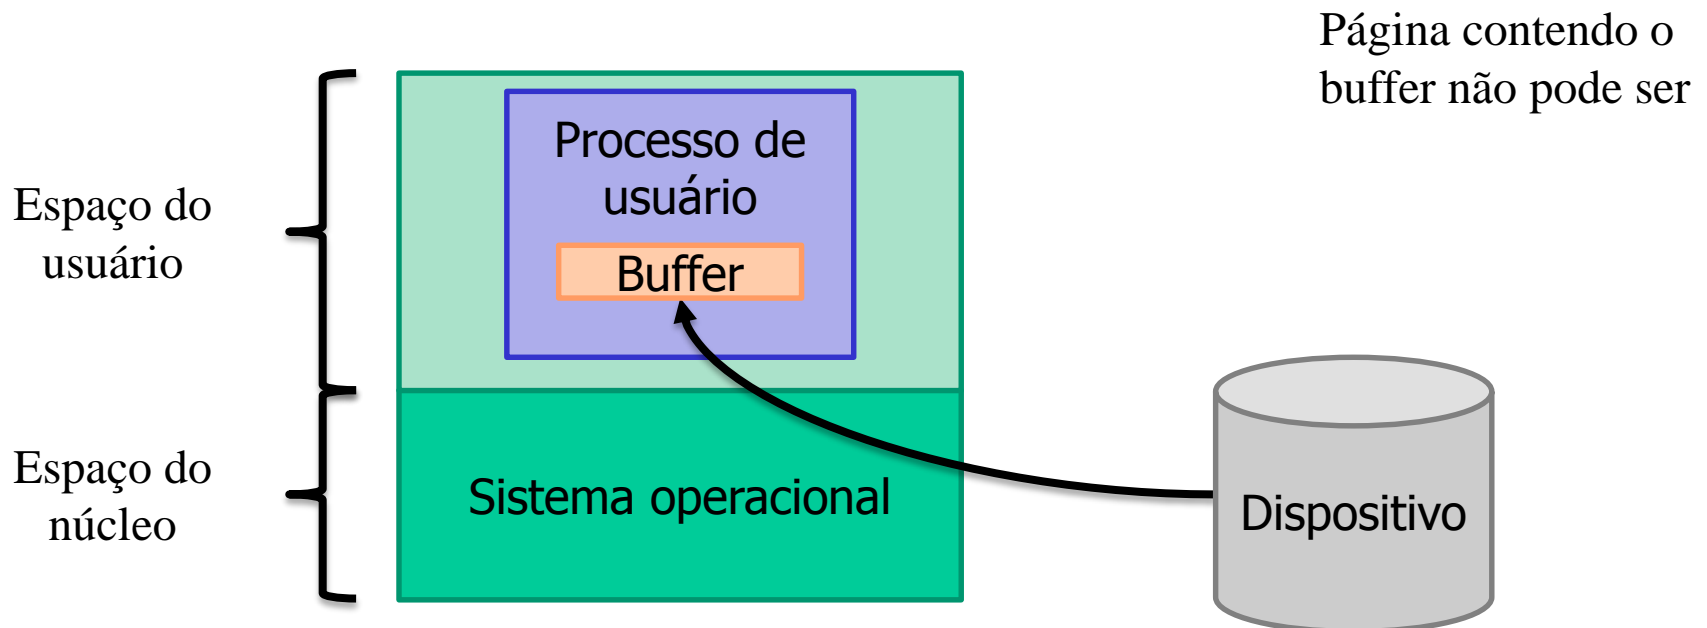 Página contendo o
buffer não pode ser
Processo de
usuário
Buffer
Espaço do
usuário
Espaço do
núcleo
Sistema operacional
Dispositivo